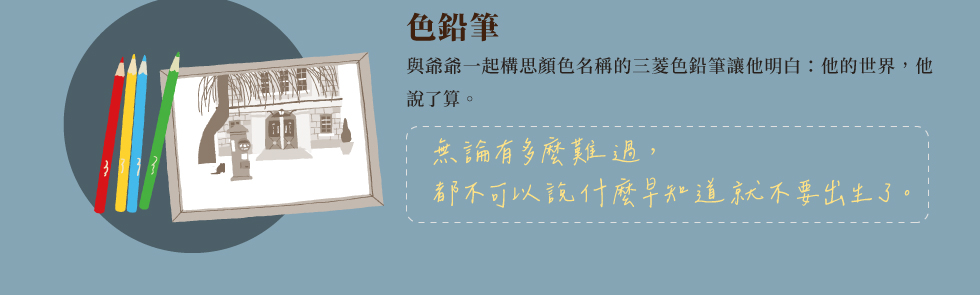 色鉛筆
與爺爺一起構思顏色名稱的三菱色鉛筆讓他明白：他的世界，他
說了算。
無論有多麼難過，
都不可以說什麼早知道就不要出生了。